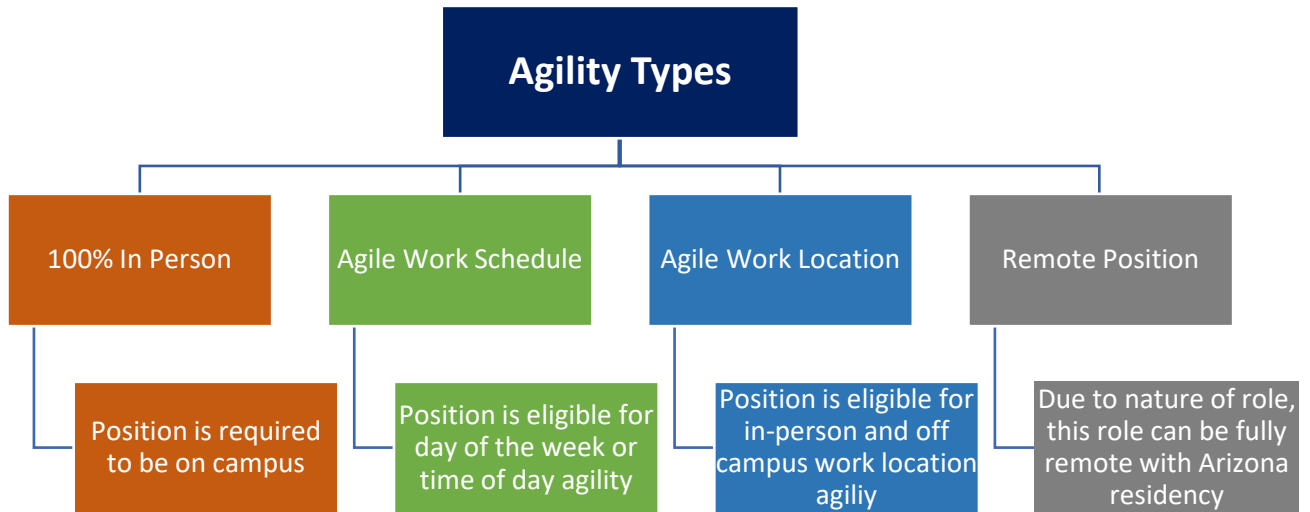 Agility Types
100% In Person
Agile Work Schedule
Agile Work Location
Remote Position
Position is required
to be on campus
Position is eligible for
day of the week or
time of day agility
Position is eligible for
in-person and off
campus work location
agiliy
Due to nature of role,
this role can be fully
remote with Arizona
residency